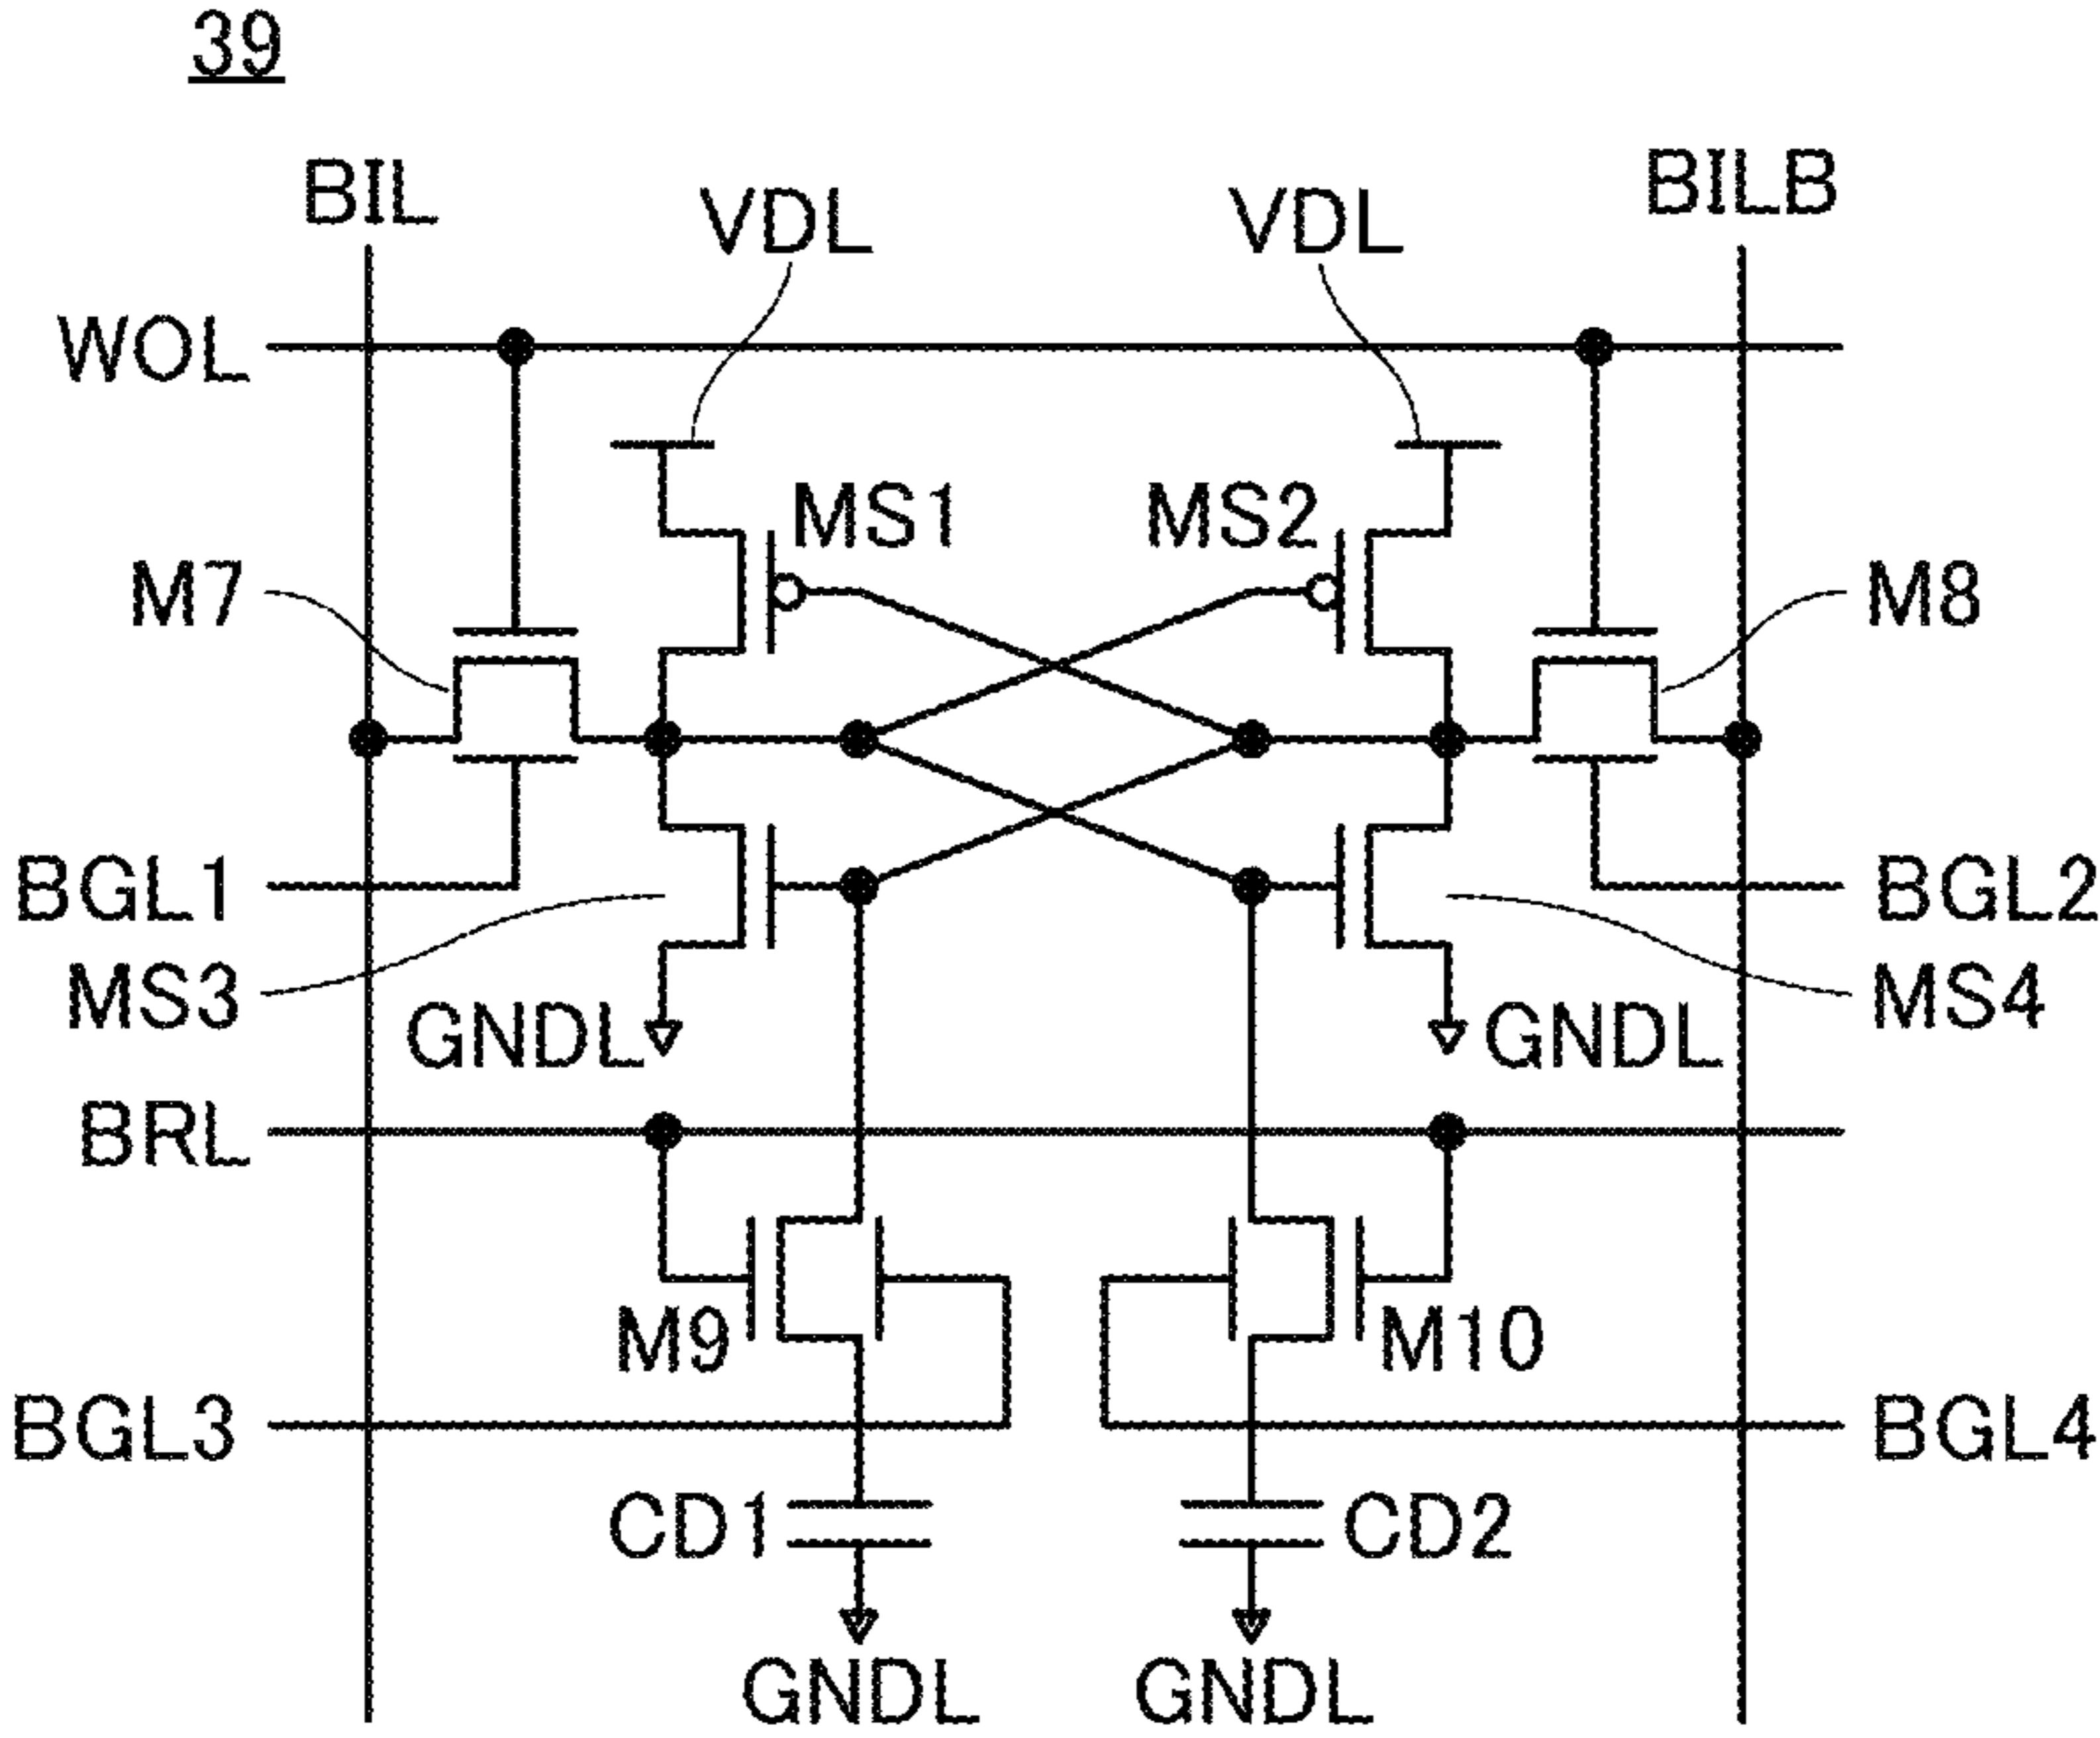 39
BIL
VDL
VDL
BILB
WOL
MS1
MS2
M7
M8
BGL1
BGL2
MS3
GNDL
GNDL
MS4
BRL
M9
M10
BGL3
BGL4
CD1
CD2
GNDL
GNDL